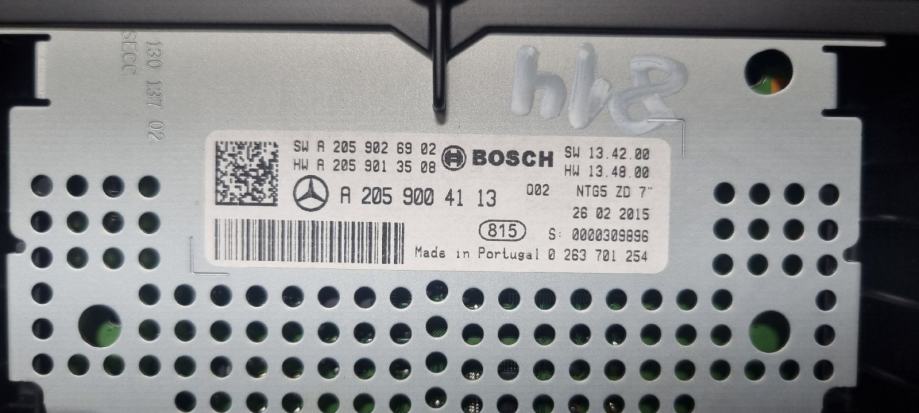 130 137 02
SECC
SW A 205 902 69 02
HW A 205 901 35 08
BOSCH
SW 13.42.00
HW 13.48.00
A 205 900 41 13
Q02
NTG5 ZD 7"
26 02 2015
815
S: 0000309896
Made in Portugal 0 263 701 254